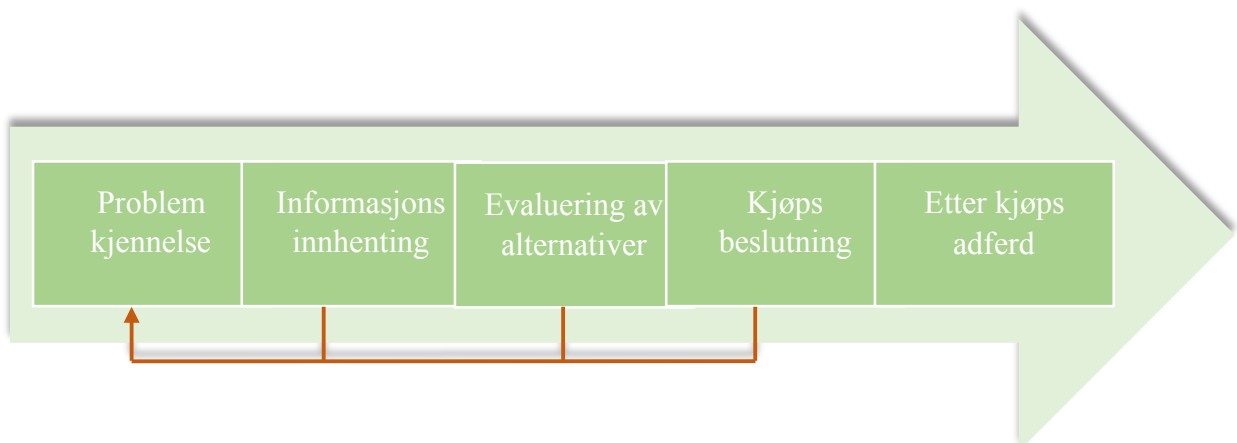 Problem
kjennelse
Informasjons
innhenting
Evaluering av
alternativer
Kjøps
beslutning
Etter kjøps
adferd